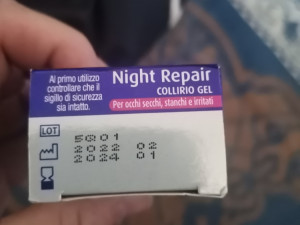 Al primo utilizzo
controllare che il
sigillo di sicurezza
sia intatto.
Night Repair
COLLIRIO GEL
Per occhi secchi, stanchi e irritati
LOT
5G01
2022 02
2024 01